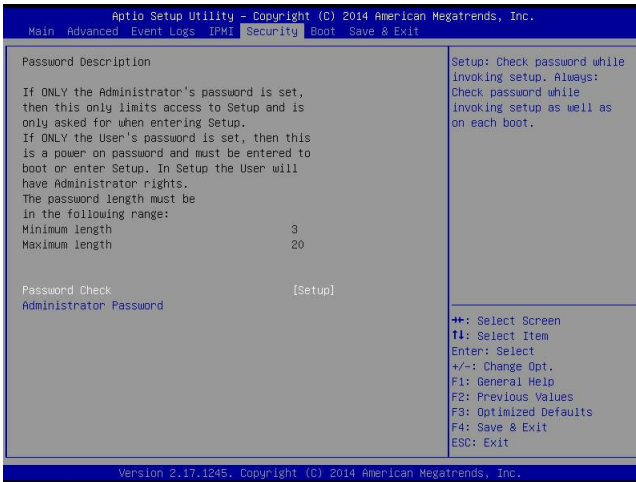 Aptio Setup Utility – Copyright (C) 2014 American Megatrends, Inc.
Main Advanced Event Logs IPMI Security Boot Save & Exit
Password Description
If ONLY the Administrator's password is set,
then this only limits access to Setup and is
only asked for when entering Setup.
If ONLY the User's password is set, then this
is a power on password and must be entered to
boot or enter Setup. In Setup the User will
have Administrator rights.
The password length must be
in the following range:
Minimum length 3
Maximum length 20
Password Check [Setup]
Administrator Password
Setup: Check password while
invoking setup. Always:
Check password while
invoking setup as well as
on each boot.
→←: Select Screen
↑↓: Select Item
Enter: Select
+/-: Change Opt.
F1: General Help
F2: Previous Values
F3: Optimized Defaults
F4: Save & Exit
ESC: Exit
Version 2.17.1245. Copyright (C) 2014 American Megatrends, Inc.